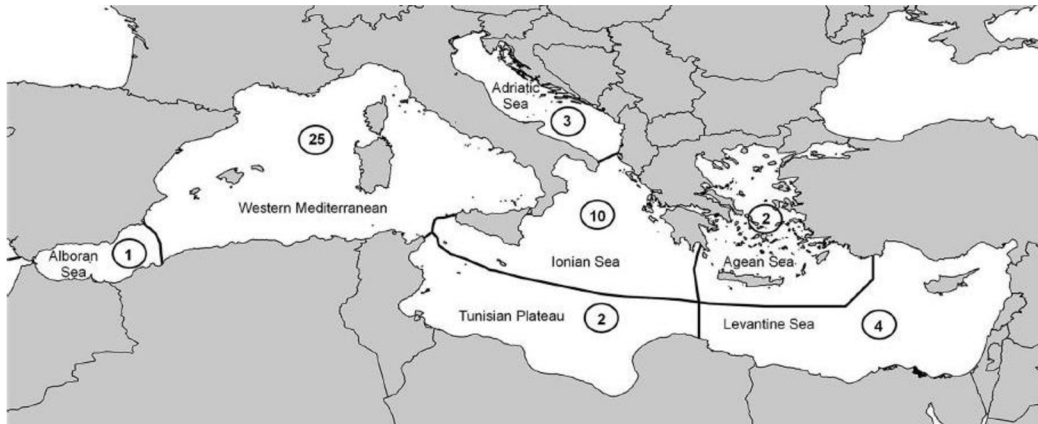 Adriatic
Sea
3
25
Western Mediterranean
10
2
Alboran
Sea
1
Ionian Sea
Agean Sea
Tunisian Plateau
2
Levantine Sea
4